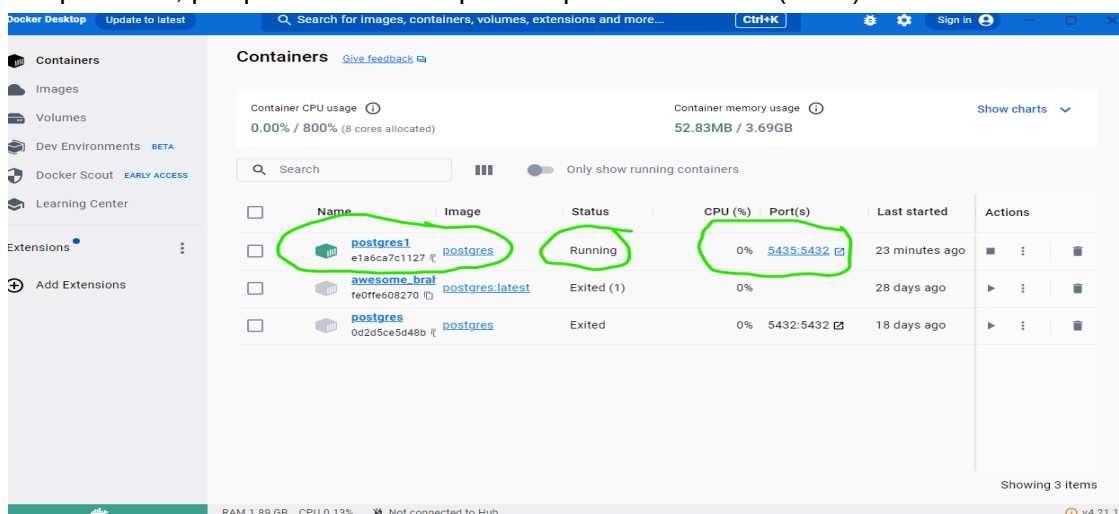 Docker Desktop Update to latest Search for images, containers, volumes, extensions and more... Ctrl+K Sign in
Containers
Images
Volumes
Dev Environments BETA
Docker Scout EARLY ACCESS
Learning Center
Extensions
Add Extensions
Containers Give feedback
Container CPU usage
0.00% / 800% (8 cores allocated)
Container memory usage
52.83MB / 3.69GB
Show charts
Search
Only show running containers
Name Image Status CPU (%) Port(s) Last started Actions
postgres1
e1a6ca7c1127 postgres Running 0% 5435:5432 23 minutes ago
awesome_bra
fe0ffe608270 postgres:latest Exited (1) 0% 28 days ago
postgres
0d2d5ce5d48b postgres Exited 0% 5432:5432 18 days ago
Showing 3 items
RAM 1.89 GB CPU 0.13% Not connected to Hub